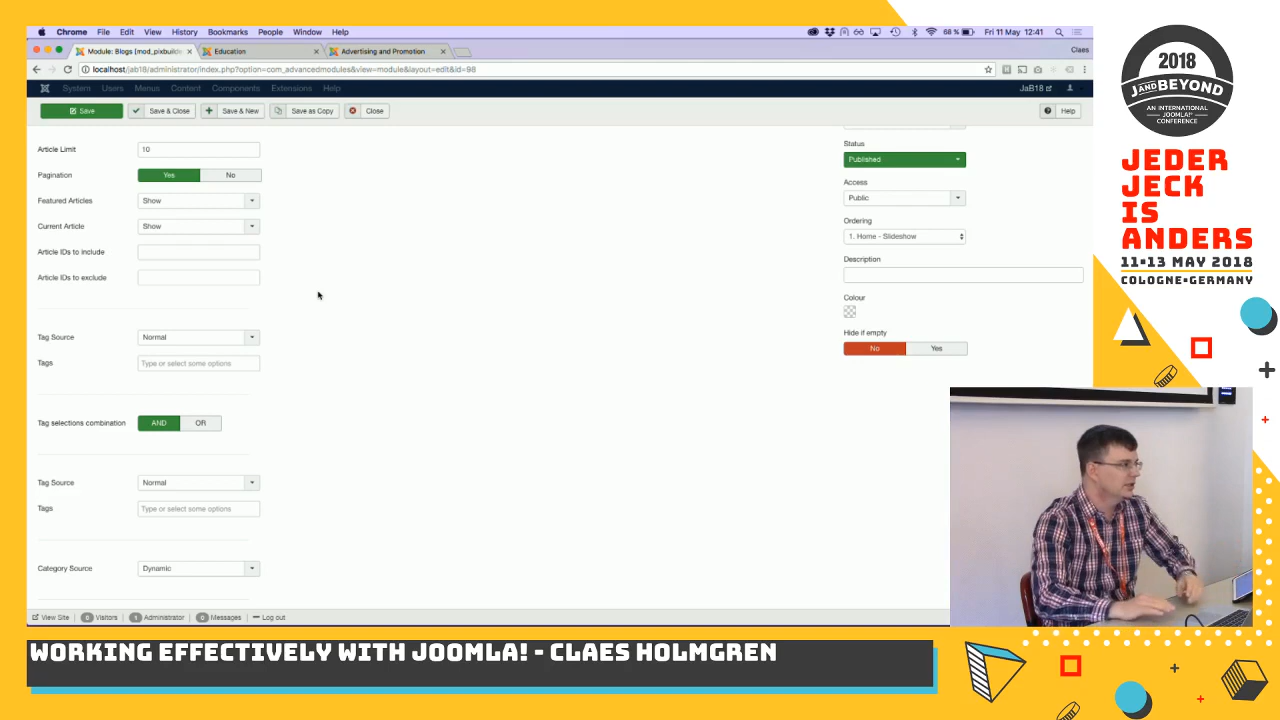 Chrome File Edit View History Bookmarks People Window Help
68 % Fri 11 May 12:41
Module: Blogs (mod_pixbuilde
Education
Advertising and Promotion
Claes
localhost/jab18/administrator/index.php?option=com_advancedmodules&view=module&layout=edit&id=98
System Users Menus Content Components Extensions Help
JaB18
Save
Save & Close
Save & New
Save as Copy
Close
Help
Article Limit 10
Pagination Yes No
Featured Articles Show
Current Article Show
Article IDs to include
Article IDs to exclude
Tag Source Normal
Tags Type or select some options
Tag selections combination AND OR
Tag Source Normal
Tags Type or select some options
Category Source Dynamic
Status
Published
Access
Public
Ordering
1. Home - Slideshow
Description
Colour
Hide if empty
No Yes
View Site 0 Visitors 1 Administrator 0 Messages Log out
2018
JANDBEYOND
AN INTERNATIONAL
JOOMLA!
CONFERENCE
JEDER
JECK
IS
ANDERS
11-13 MAY 2018
COLOGNE-GERMANY
WORKING EFFECTIVELY WITH JOOMLA! - CLAES HOLMGREN